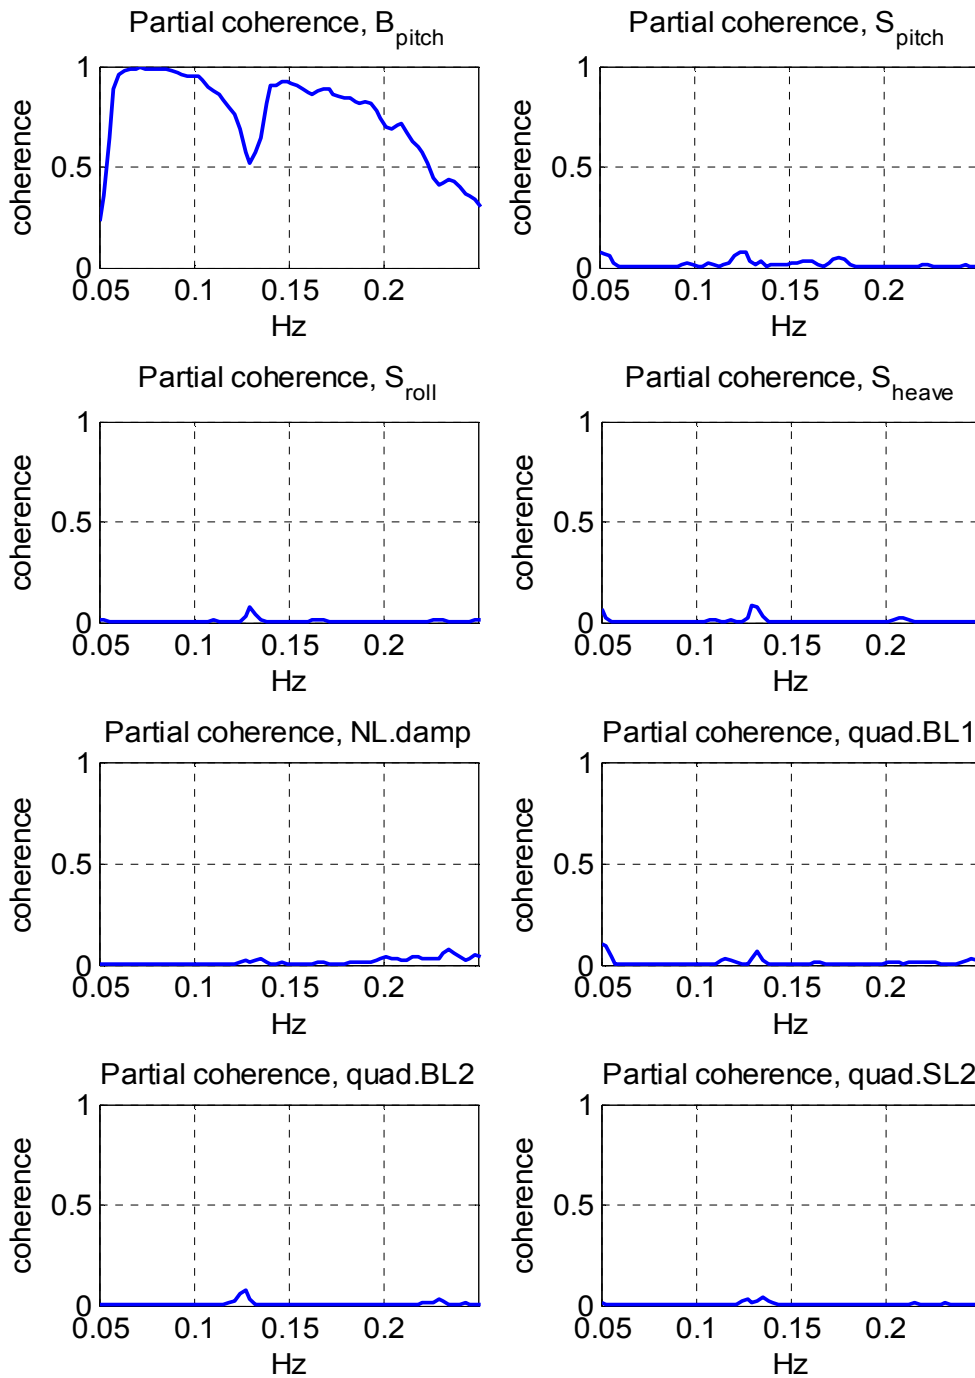 Partial coherence, B_pitch
Partial coherence, S_pitch
1
0.5
0
coherence
0.05 0.1 0.15 0.2
Hz
1
0.5
0
coherence
0.05 0.1 0.15 0.2
Hz
Partial coherence, S_roll
Partial coherence, S_heave
1
0.5
0
coherence
0.05 0.1 0.15 0.2
Hz
1
0.5
0
coherence
0.05 0.1 0.15 0.2
Hz
Partial coherence, NL.damp
Partial coherence, quad.BL1
1
0.5
0
coherence
0.05 0.1 0.15 0.2
Hz
1
0.5
0
coherence
0.05 0.1 0.15 0.2
Hz
Partial coherence, quad.BL2
Partial coherence, quad.SL2
1
0.5
0
coherence
0.05 0.1 0.15 0.2
Hz
1
0.5
0
coherence
0.05 0.1 0.15 0.2
Hz